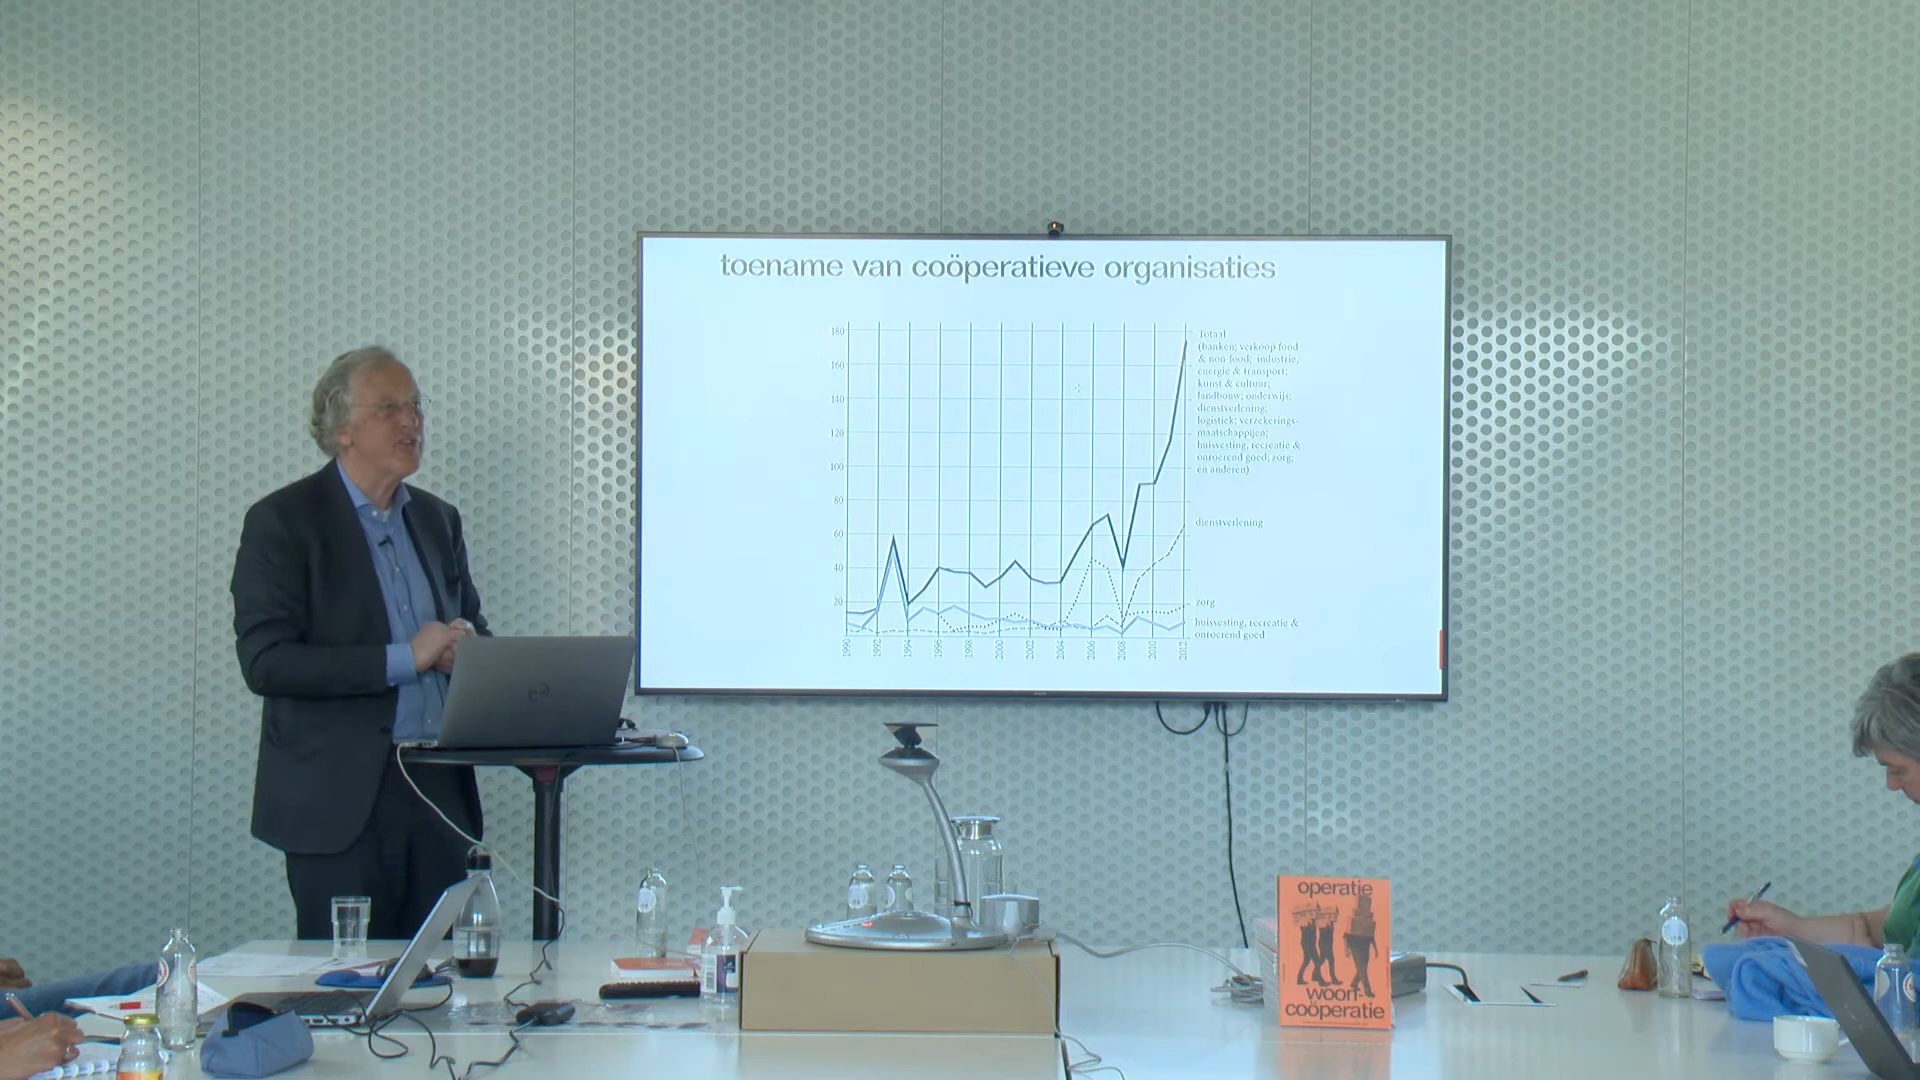 toename van coöperatieve organisaties
180
160
140
120
100
80
60
40
20
1990
1992
1994
1996
1998
2000
2002
2004
2006
2008
2010
2012
Totaal
(banken; verkoop food
& non-food; industrie,
energie & transport;
kunst & cultuur;
landbouw; onderwijs;
dienstverlening;
logistiek; verzekerings-
maatschappijen;
huisvesting, recreatie &
onroerend goed; zorg;
en anderen)
dienstverlening
zorg
huisvesting, recreatie &
onroerend goed
operatie
woon-
coöperatie